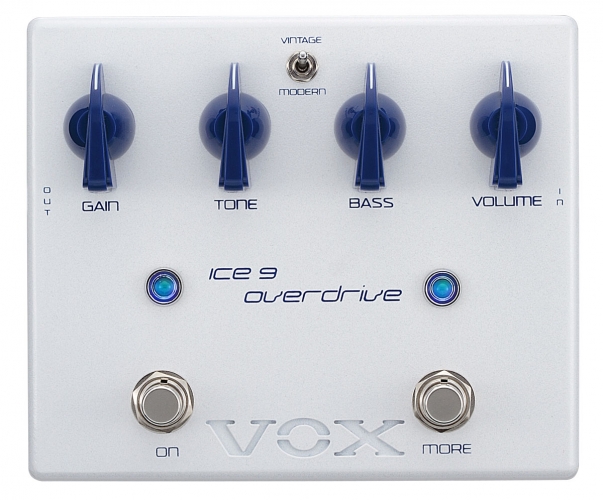 VINTAGE
MODERN
OUT
GAIN
TONE
BASS
VOLUME
In
ICE 9
overdrive
ON
VOX
MORE